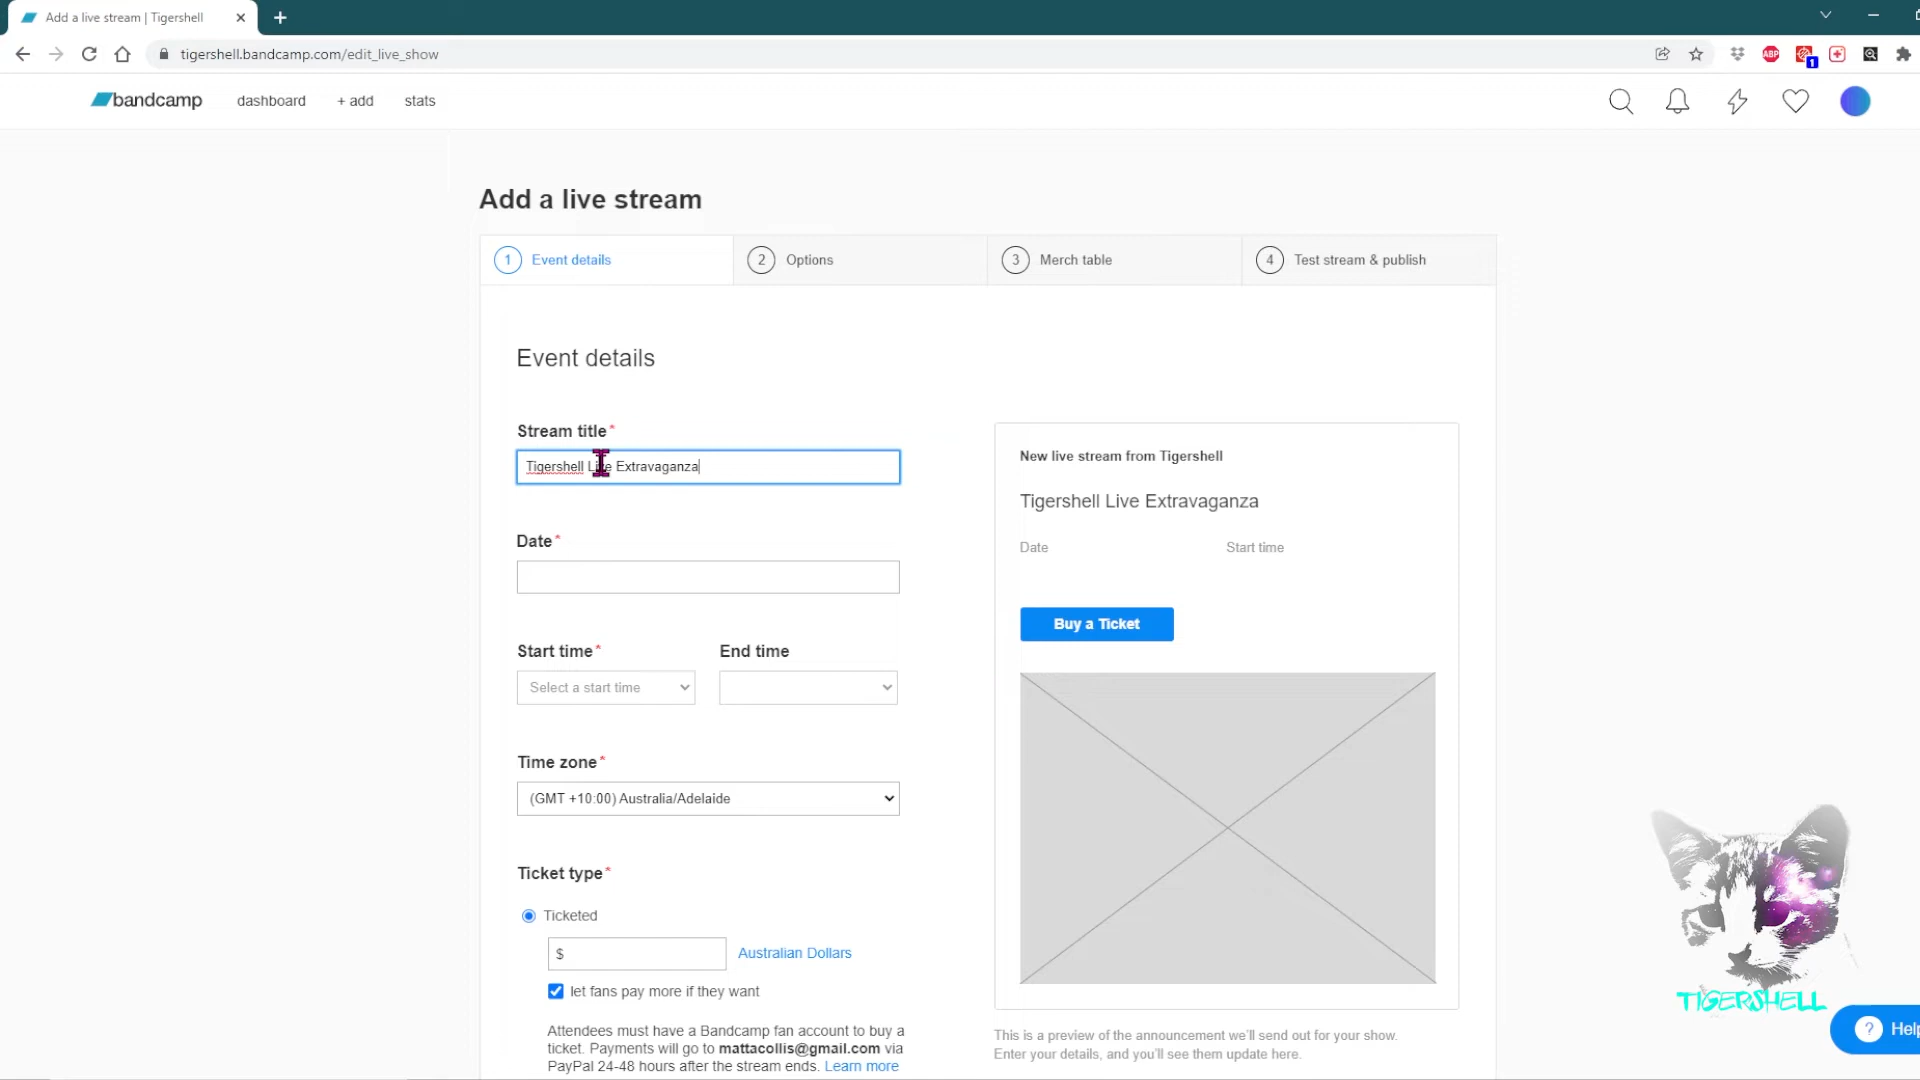 Add a live stream | Tigershell
tigershell.bandcamp.com/edit_live_show
ABP
1
bandcamp dashboard + add stats
Add a live stream
1 Event details 2 Options 3 Merch table 4 Test stream & publish
Event details
Stream title*
Tigershell Live Extravaganza
Date*
Start time* End time
Select a start time
Time zone*
(GMT +10:00) Australia/Adelaide
Ticket type*
Ticketed
$ Australian Dollars
let fans pay more if they want
Attendees must have a Bandcamp fan account to buy a
ticket. Payments will go to mattacollis@gmail.com via
PayPal 24-48 hours after the stream ends. Learn more
New live stream from Tigershell
Tigershell Live Extravaganza
Date Start time
Buy a Ticket
This is a preview of the announcement we'll send out for your show.
Enter your details, and you'll see them update here.
TIGERSHELL
? Help